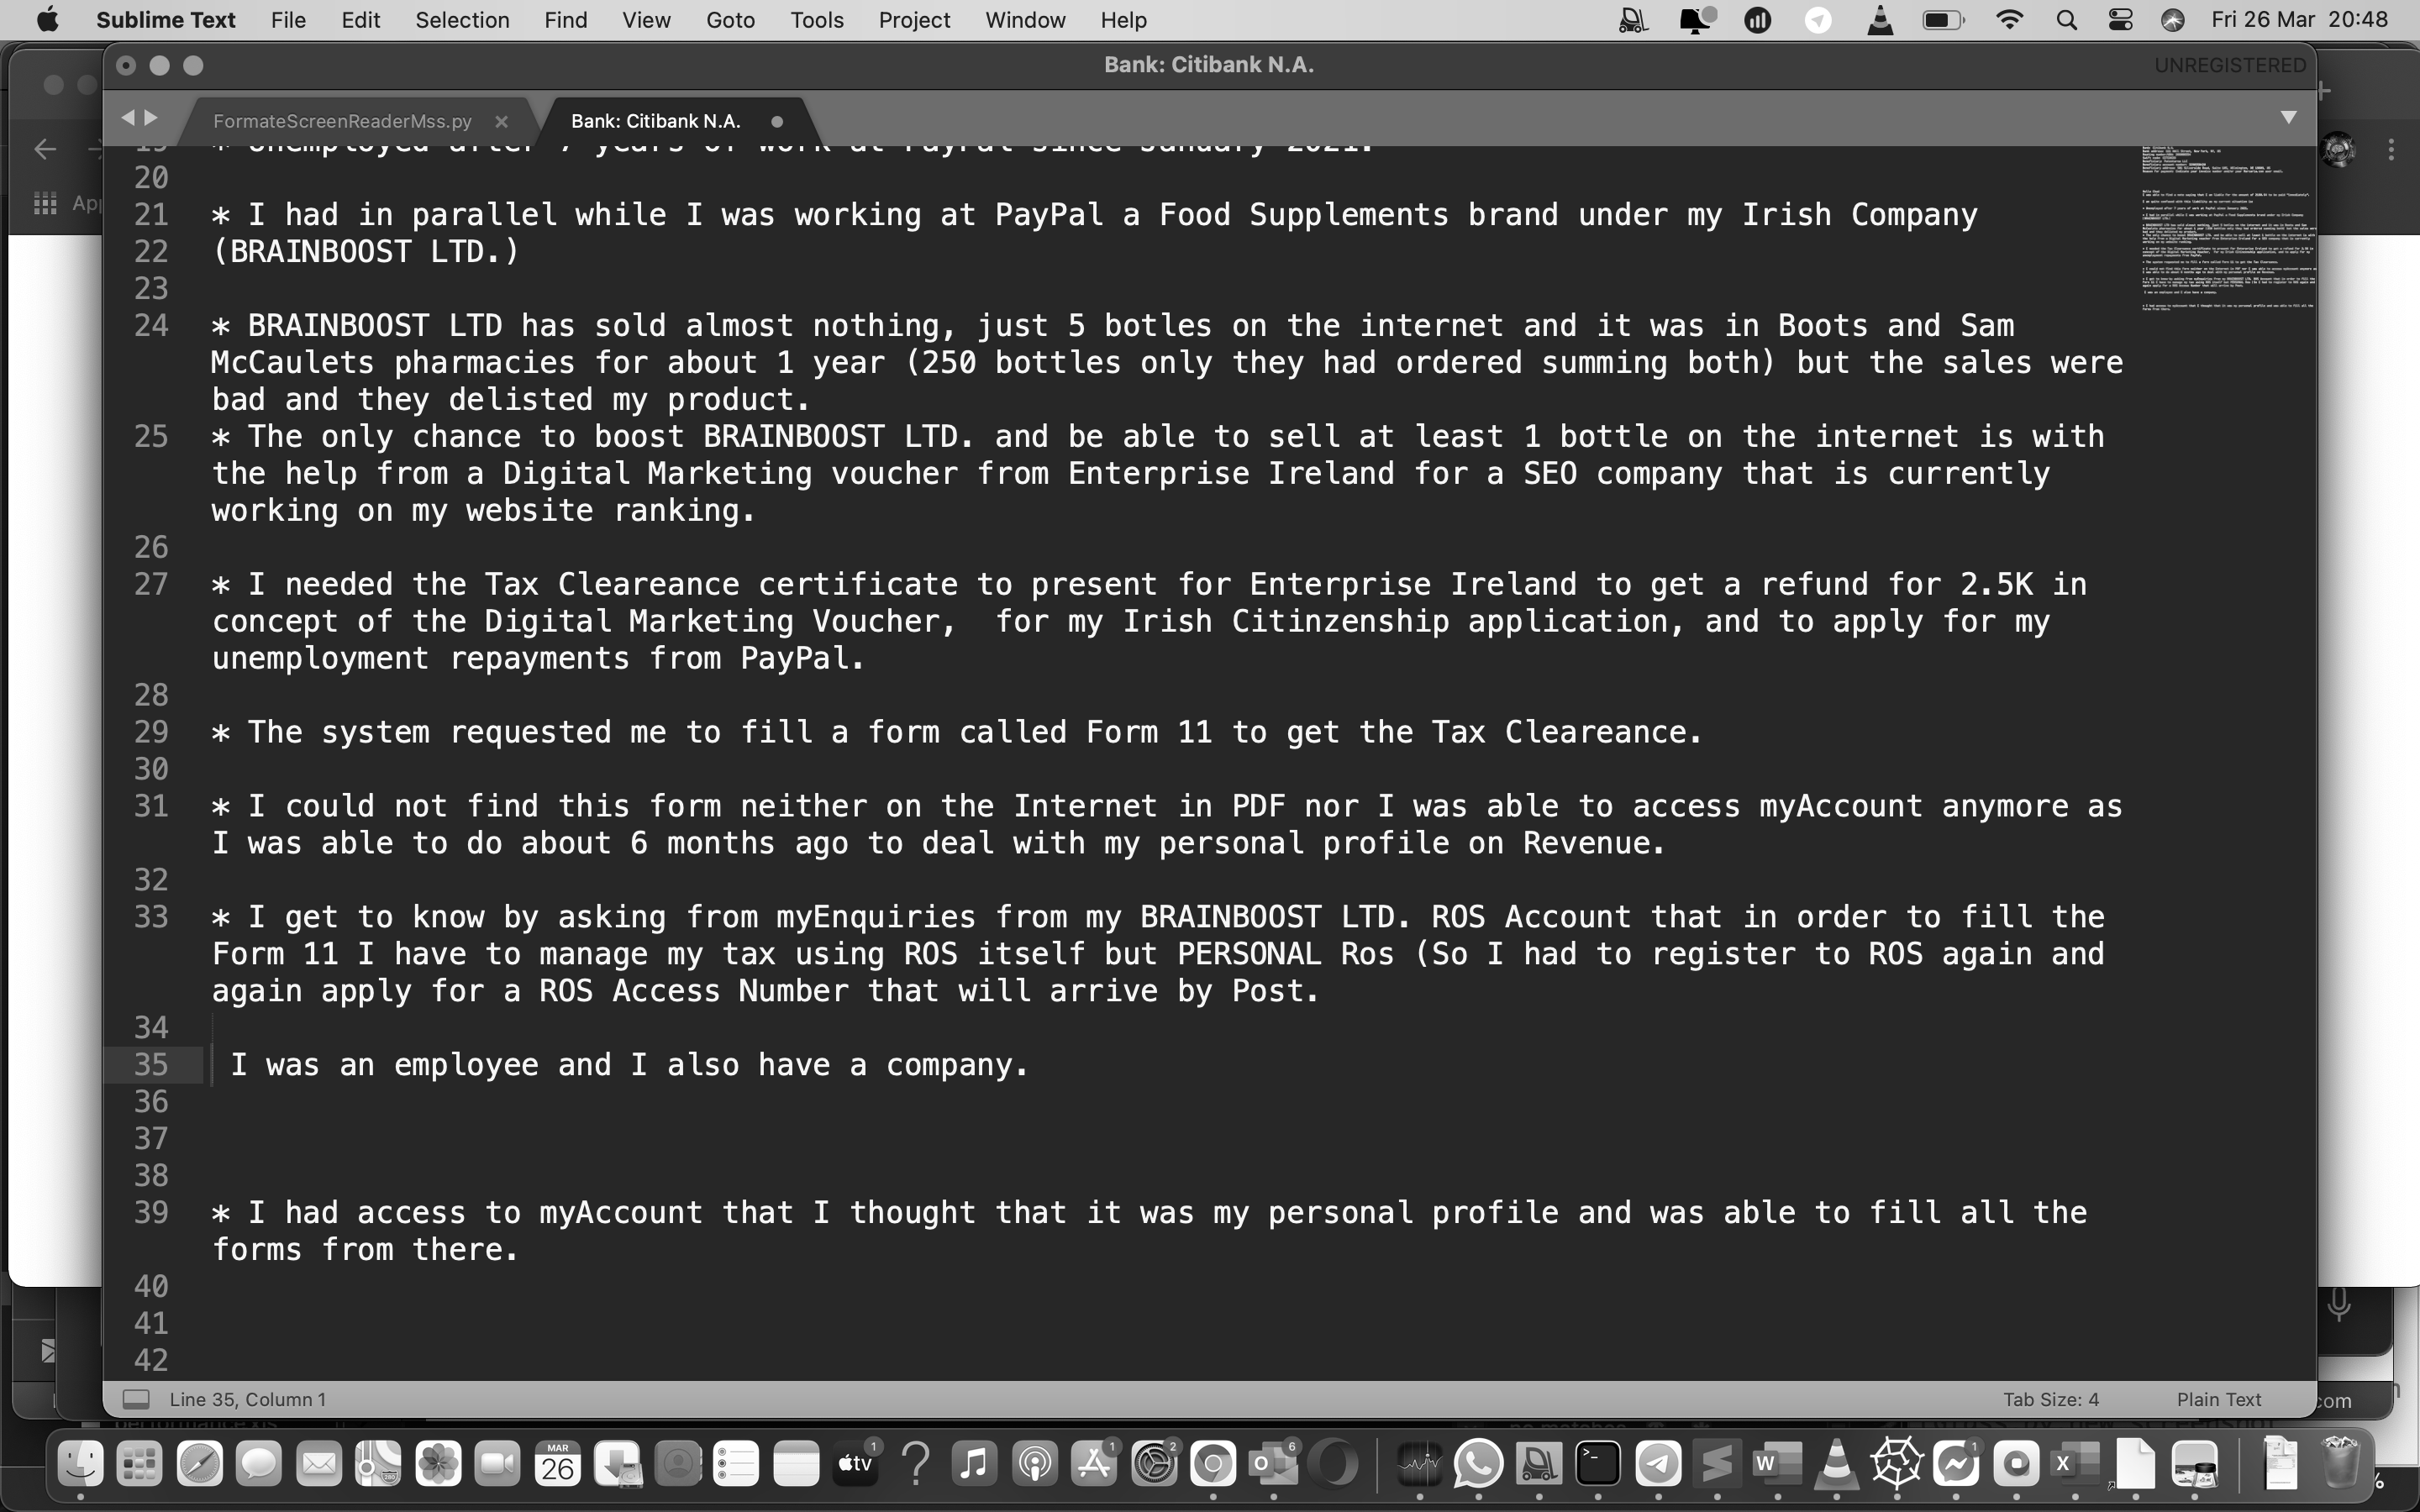 Sublime Text File Edit Selection Find View Goto Tools Project Window Help Fri 26 Mar 20:48
Bank: Citibank N.A. UNREGISTERED
FormateScreenReaderMss.py Bank: Citibank N.A.
19 * Unemployed after 7 years of work at PayPal since January 2021.
20
21 * I had in parallel while I was working at PayPal a Food Supplements brand under my Irish Company
22 (BRAINBOOST LTD.)
23
24 * BRAINBOOST LTD has sold almost nothing, just 5 botles on the internet and it was in Boots and Sam
McCaulets pharmacies for about 1 year (250 bottles only they had ordered summing both) but the sales were
bad and they delisted my product.
25 * The only chance to boost BRAINBOOST LTD. and be able to sell at least 1 bottle on the internet is with
the help from a Digital Marketing voucher from Enterprise Ireland for a SEO company that is currently
working on my website ranking.
26
27 * I needed the Tax Cleareance certificate to present for Enterprise Ireland to get a refund for 2.5K in
concept of the Digital Marketing Voucher,  for my Irish Citinzenship application, and to apply for my
unemployment repayments from PayPal.
28
29 * The system requested me to fill a form called Form 11 to get the Tax Cleareance.
30
31 * I could not find this form neither on the Internet in PDF nor I was able to access myAccount anymore as
I was able to do about 6 months ago to deal with my personal profile on Revenue.
32
33 * I get to know by asking from myEnquiries from my BRAINBOOST LTD. ROS Account that in order to fill the
Form 11 I have to manage my tax using ROS itself but PERSONAL Ros (So I had to register to ROS again and
again apply for a ROS Access Number that will arrive by Post.
34
35 I was an employee and I also have a company.
36
37
38
39 * I had access to myAccount that I thought that it was my personal profile and was able to fill all the
forms from there.
40
41
42
Line 35, Column 1 Tab Size: 4 Plain Text
com
MAR
26
tv